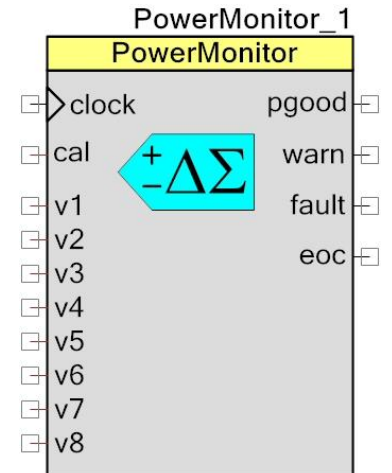 PowerMonitor_1
PowerMonitor
clock
pgood
cal
+
−
ΔΣ
warn
v1
fault
v2
eoc
v3
v4
v5
v6
v7
v8